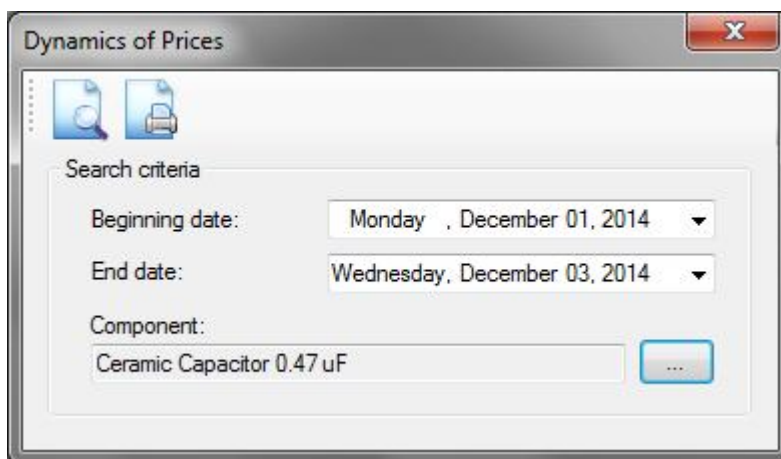 Dynamics of Prices
Search criteria
Beginning date: Monday , December 01, 2014
End date: Wednesday, December 03, 2014
Component:
Ceramic Capacitor 0.47 uF ...